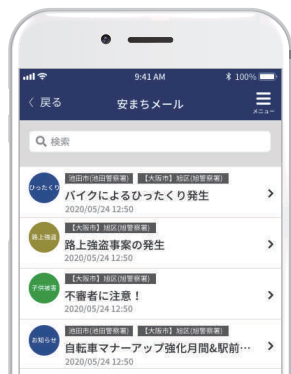 9:41 AM 100%
戻る 安まちメール メニュー
検索
池田市(池田警察署) 【大阪市】旭区(旭警察署)
ひったくり
バイクによるひったくり発生
2020/05/24 12:50
【大阪市】旭区(旭警察署)
路上強盗
路上強盗事案の発生
2020/05/24 12:50
【大阪市】旭区(旭警察署)
子供被害
不審者に注意！
2020/05/24 12:50
池田市(池田警察署) 【大阪市】旭区(旭警察署)
お知らせ
自転車マナーアップ強化月間&駅前…
2020/05/24 12:50